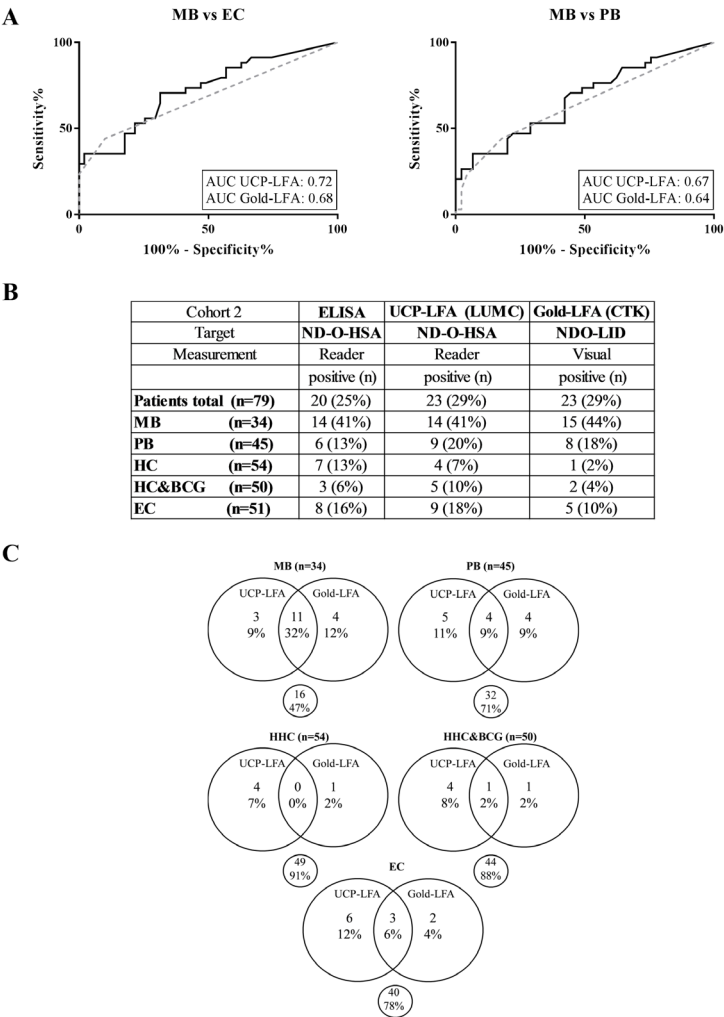 A
MB vs EC
MB vs PB
Sensitivity%
100
50
0
AUC UCP-LFA: 0.72
AUC Gold-LFA: 0.68
0 50 100
100% - Specificity%
Sensitivity%
100
50
0
AUC UCP-LFA: 0.67
AUC Gold-LFA: 0.64
0 50 100
100% - Specificity%
B
Cohort 2 ELISA UCP-LFA (LUMC) Gold-LFA (CTK)
Target ND-O-HSA ND-O-HSA NDO-LID
Measurement Reader Reader Visual
positive (n) positive (n) positive (n)
Patients total (n=79) 20 (25%) 23 (29%) 23 (29%)
MB (n=34) 14 (41%) 14 (41%) 15 (44%)
PB (n=45) 6 (13%) 9 (20%) 8 (18%)
HC (n=54) 7 (13%) 4 (7%) 1 (2%)
HC&BCG (n=50) 3 (6%) 5 (10%) 2 (4%)
EC (n=51) 8 (16%) 9 (18%) 5 (10%)
C
MB (n=34)
UCP-LFA Gold-LFA
3 11 4
9% 32% 12%
16
47%
PB (n=45)
UCP-LFA Gold-LFA
5 4 4
11% 9% 9%
32
71%
HHC (n=54)
UCP-LFA Gold-LFA
4 0 1
7% 0% 2%
49
91%
HHC&BCG (n=50)
UCP-LFA Gold-LFA
4 1 1
8% 2% 2%
44
88%
EC
UCP-LFA Gold-LFA
6 3 2
12% 6% 4%
40
78%